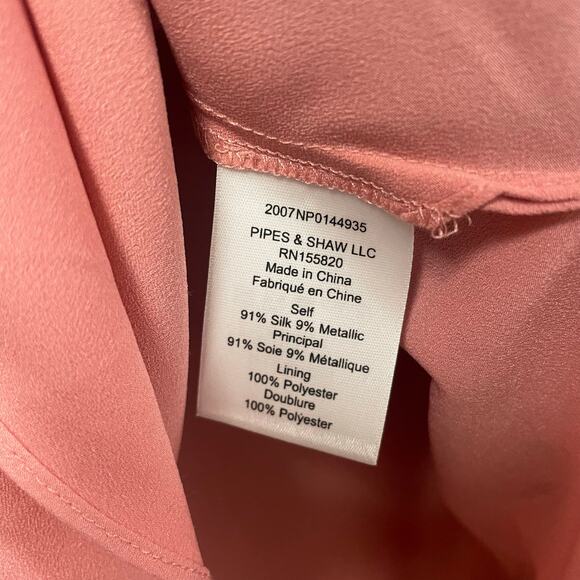 2007NP0144935
PIPES & SHAW LLC
RN155820
Made in China
Fabriqué en Chine
Self
91% Silk 9% Metallic
Principal
91% Soie 9% Métallique
Lining
100% Polyester
Doublure
100% Polyester